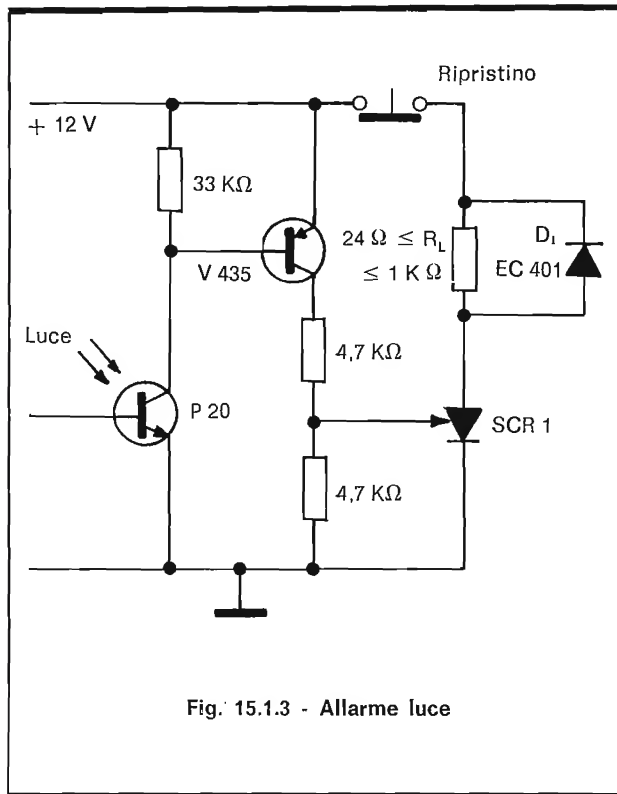 Ripristino
+ 12 V
33 KΩ
V 435
24 Ω ≤ R_L
≤ 1 K Ω
D₁
EC 401
Luce
4,7 KΩ
P 20
SCR 1
4,7 KΩ
Fig. 15.1.3 - Allarme luce